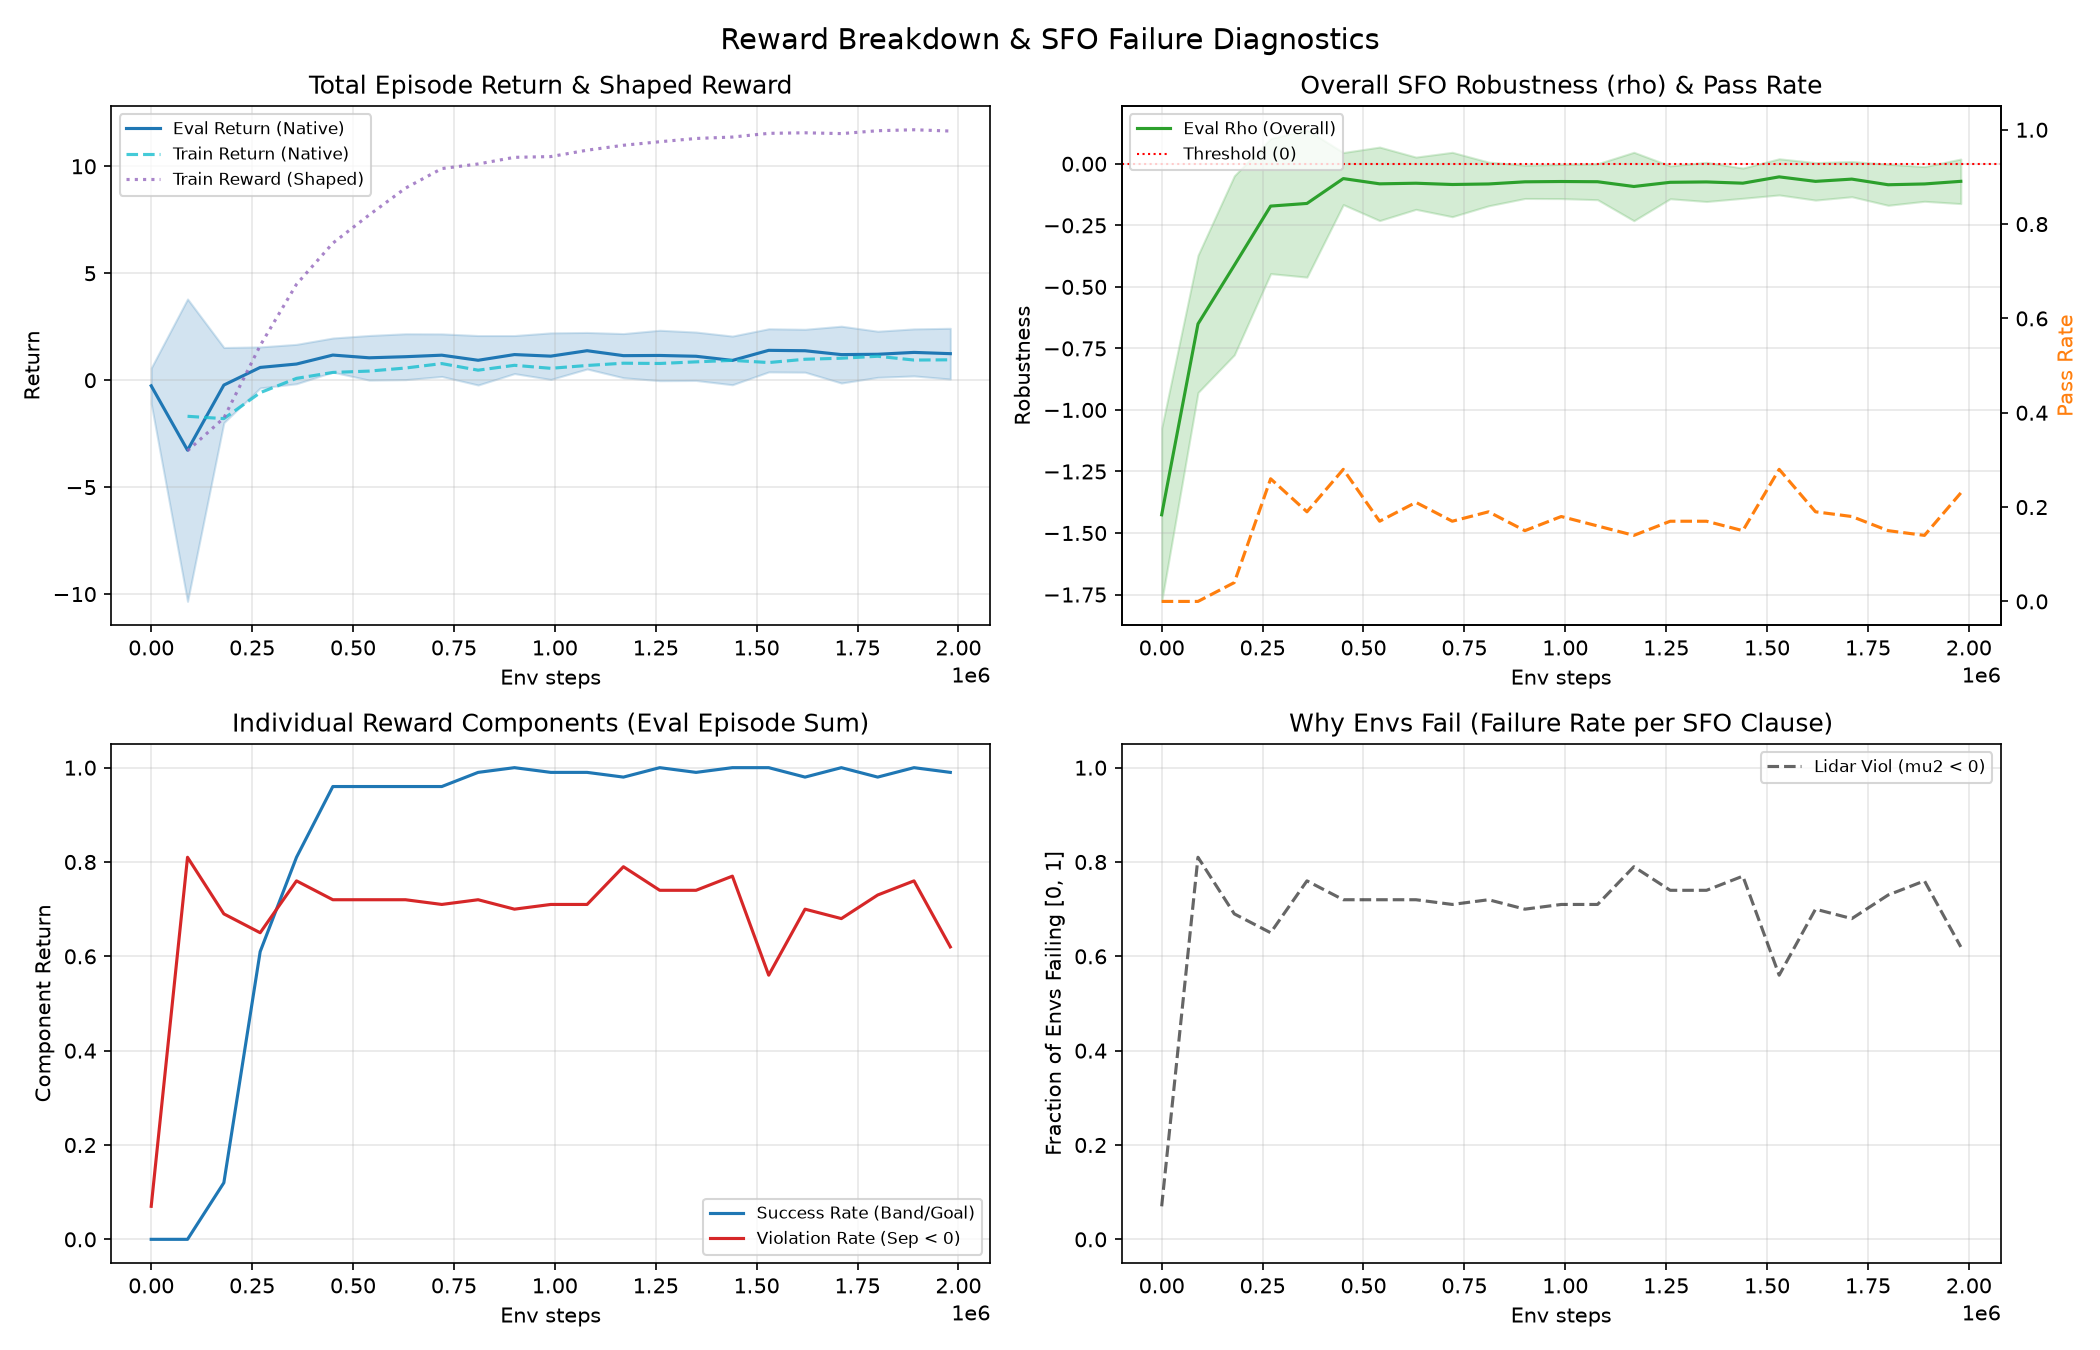 Reward Breakdown & SFO Failure Diagnostics
Total Episode Return & Shaped Reward
Eval Return (Native)
Train Return (Native)
Train Reward (Shaped)
Return
10
5
0
−5
−10
0.00 0.25 0.50 0.75 1.00 1.25 1.50 1.75 2.00
1e6
Env steps
Overall SFO Robustness (rho) & Pass Rate
Eval Rho (Overall)
Threshold (0)
Robustness
0.00
−0.25
−0.50
−0.75
−1.00
−1.25
−1.50
−1.75
1.0
0.8
0.6
0.4
0.2
0.0
Pass Rate
0.00 0.25 0.50 0.75 1.00 1.25 1.50 1.75 2.00
1e6
Env steps
Individual Reward Components (Eval Episode Sum)
Component Return
1.0
0.8
0.6
0.4
0.2
0.0
Success Rate (Band/Goal)
Violation Rate (Sep < 0)
0.00 0.25 0.50 0.75 1.00 1.25 1.50 1.75 2.00
1e6
Env steps
Why Envs Fail (Failure Rate per SFO Clause)
Lidar Viol (mu2 < 0)
Fraction of Envs Failing [0, 1]
1.0
0.8
0.6
0.4
0.2
0.0
0.00 0.25 0.50 0.75 1.00 1.25 1.50 1.75 2.00
1e6
Env steps